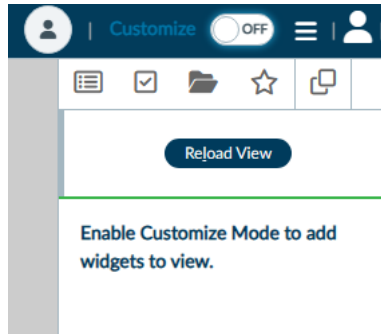 Customize OFF
Reload View
Enable Customize Mode to add
widgets to view.